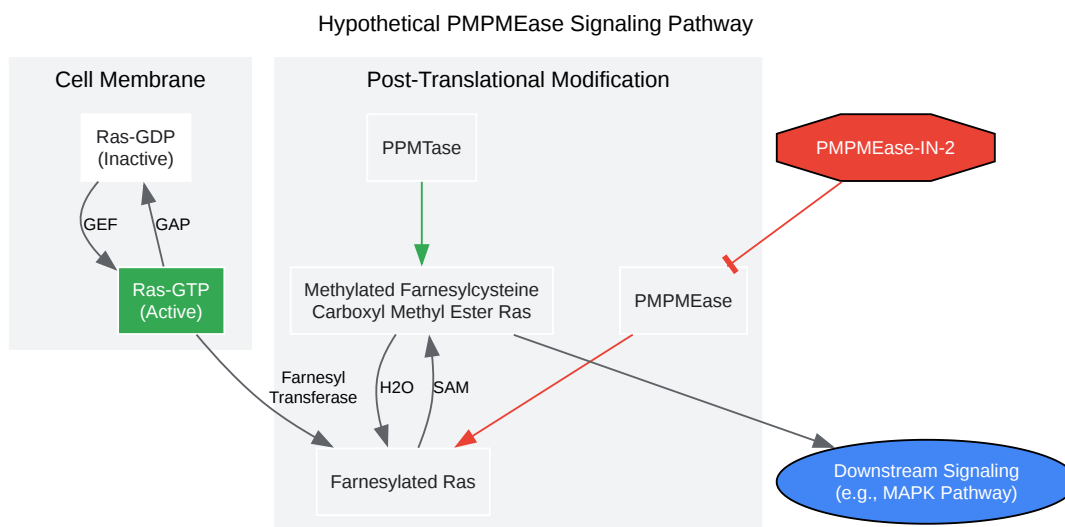 Hypothetical PMPMEase Signaling Pathway
Cell Membrane
Post-Translational Modification
Ras-GDP
(Inactive)
PPMTase
PMPMEase-IN-2
GEF
GAP
Ras-GTP
(Active)
Methylated Farnesylcysteine
Carboxyl Methyl Ester Ras
PMPMEase
Farnesyl
Transferase
H2O
SAM
Farnesylated Ras
Downstream Signaling
(e.g., MAPK Pathway)